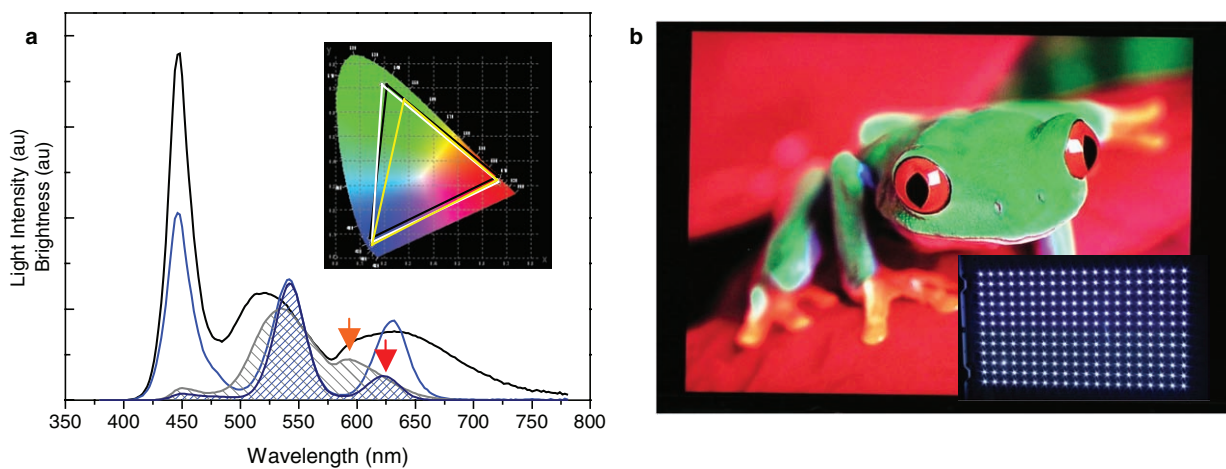 a
Light Intensity (au)
Brightness (au)
350 400 450 500 550 600 650 700 750 800
Wavelength (nm)
y
x
b